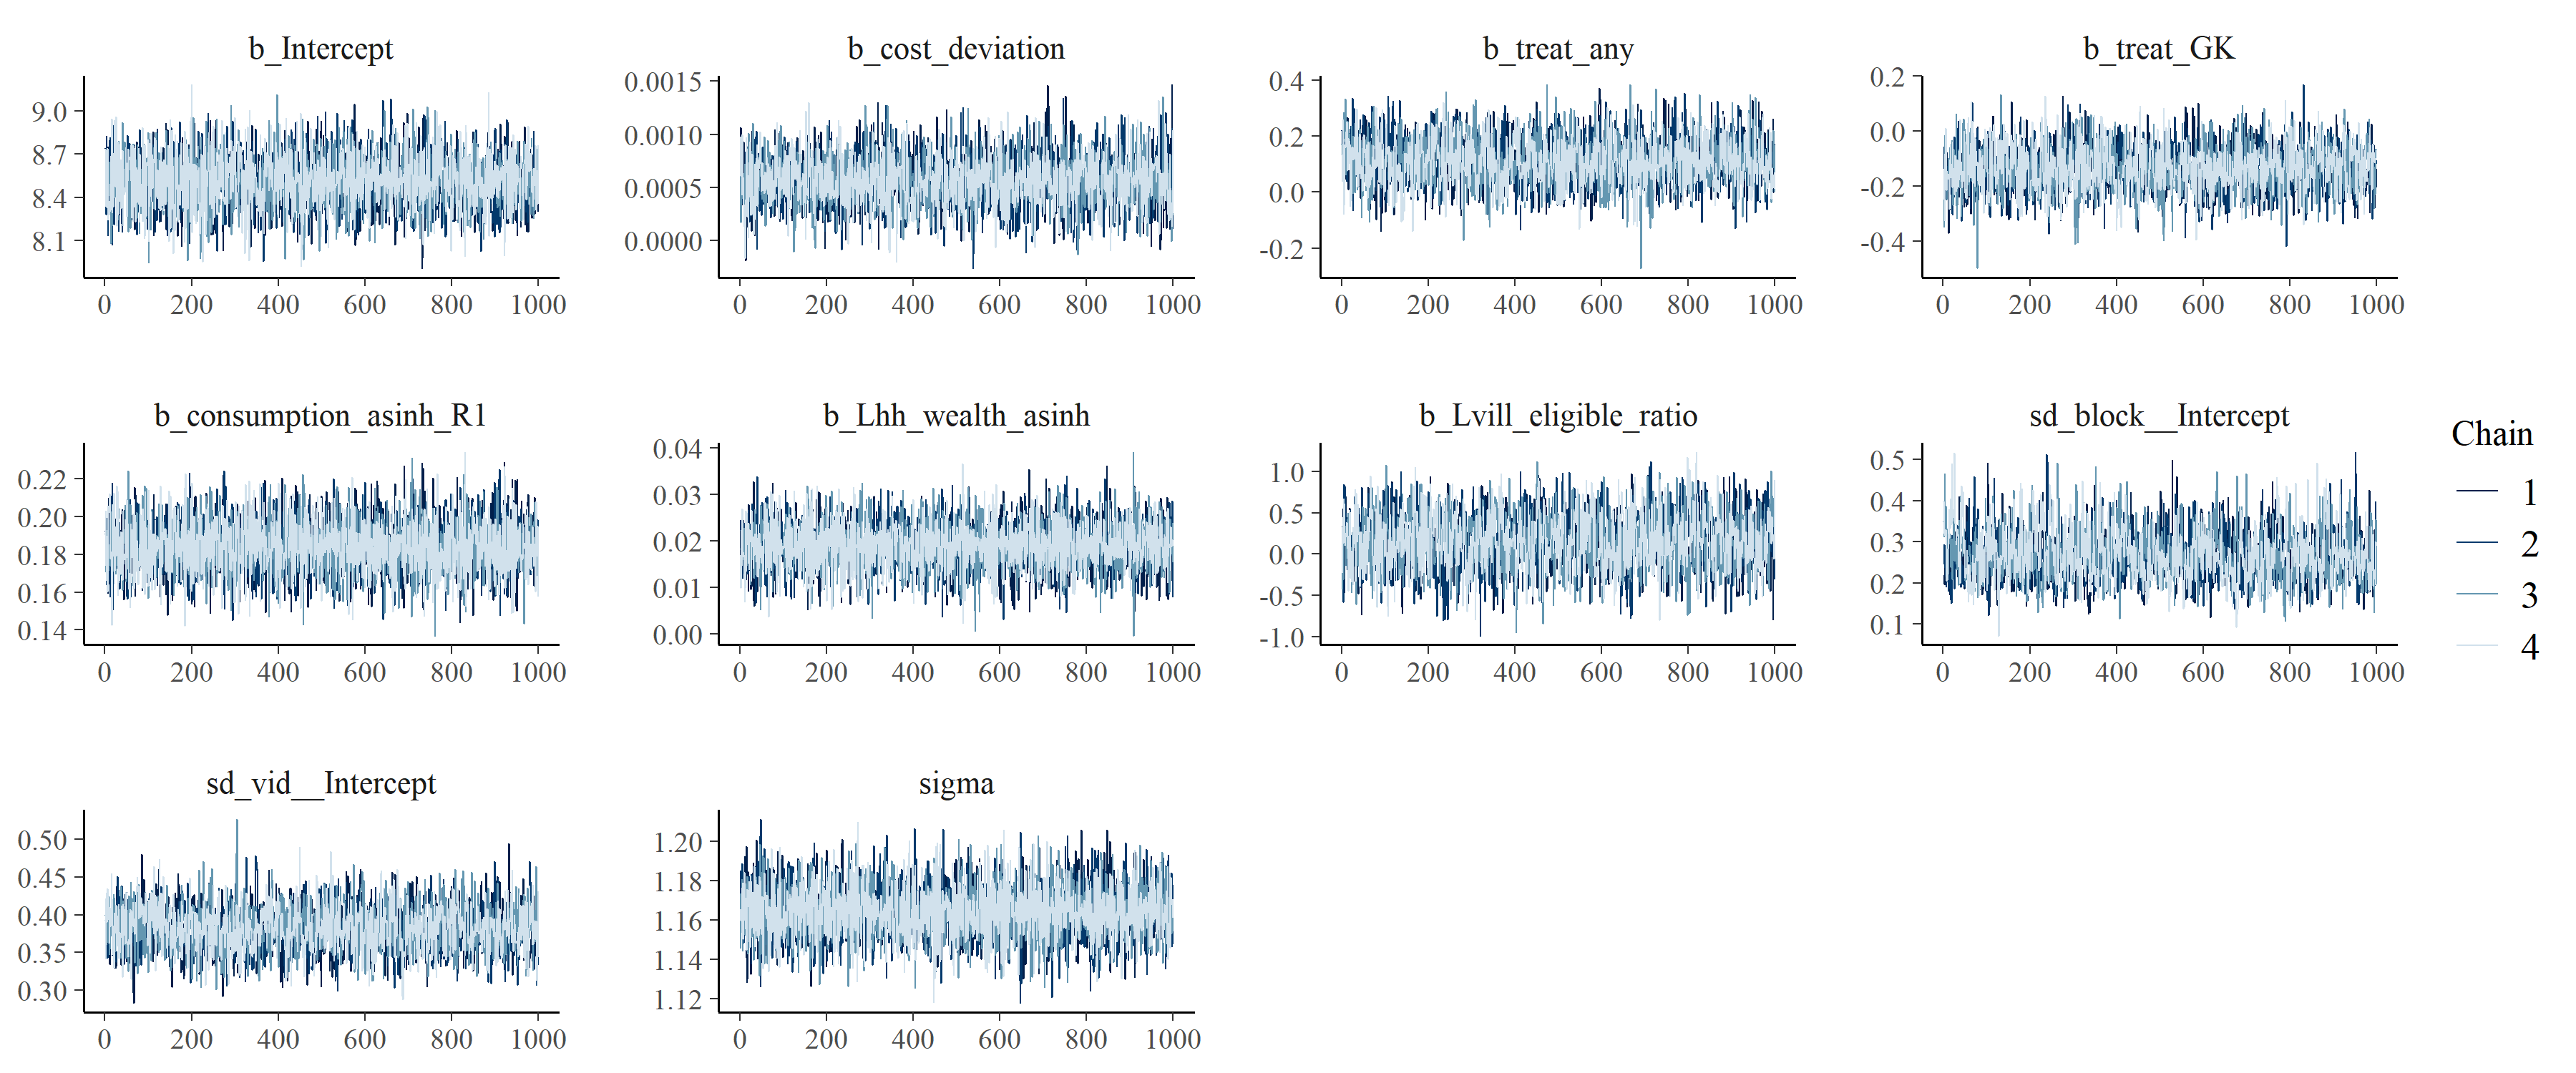 b_Intercept
9.0
8.7
8.4
8.1
0 200 400 600 800 1000
b_cost_deviation
0.0015
0.0010
0.0005
0.0000
0 200 400 600 800 1000
b_treat_any
0.4
0.2
0.0
-0.2
0 200 400 600 800 1000
b_treat_GK
0.2
0.0
-0.2
-0.4
0 200 400 600 800 1000
b_consumption_asinh_R1
0.22
0.20
0.18
0.16
0.14
0 200 400 600 800 1000
b_Lhh_wealth_asinh
0.04
0.03
0.02
0.01
0.00
0 200 400 600 800 1000
b_Lvill_eligible_ratio
1.0
0.5
0.0
-0.5
-1.0
0 200 400 600 800 1000
sd_block__Intercept
0.5
0.4
0.3
0.2
0.1
0 200 400 600 800 1000
Chain
1
2
3
4
sd_vid__Intercept
0.50
0.45
0.40
0.35
0.30
0 200 400 600 800 1000
sigma
1.20
1.18
1.16
1.14
1.12
0 200 400 600 800 1000